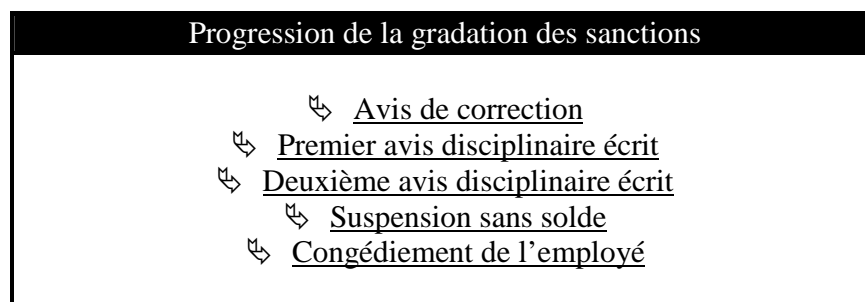 Progression de la gradation des sanctions
Avis de correction
Premier avis disciplinaire écrit
Deuxième avis disciplinaire écrit
Suspension sans solde
Congédiement de l’employé